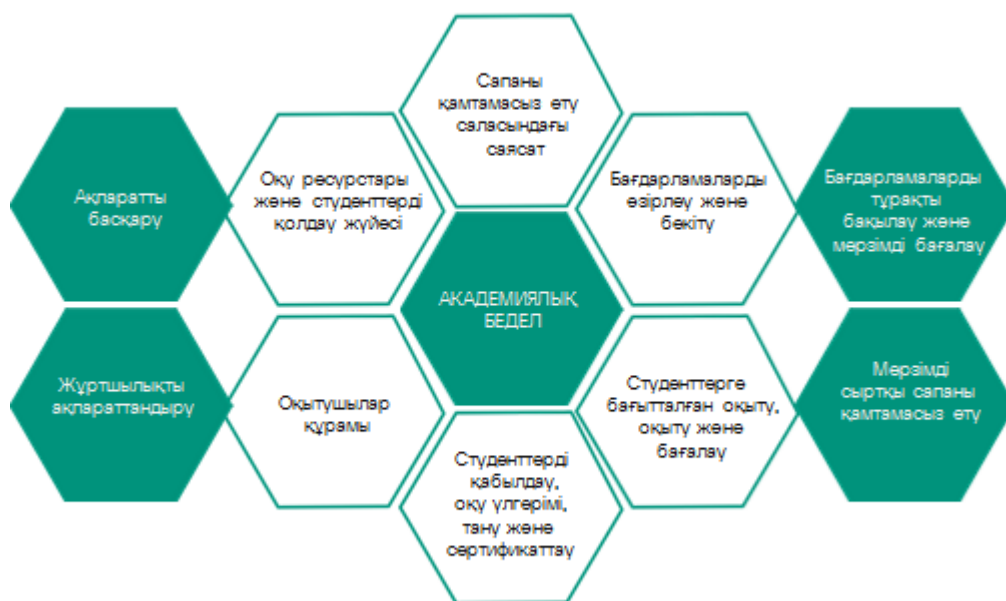 Сапаны
қамтамасыз ету
саласындағы
саясат
Ақпаратты
басқару
Оқу ресурстары
және студенттерді
қолдау жүйесі
Бағдарламаларды
әзірлеу және
бекіту
Бағдарламаларды
тұрақты
бақылау және
мерзімді бағалау
АКАДЕМИЯЛЫҚ
БЕДЕЛ
Жұртшылықты
ақпараттандыру
Оқытушылар
құрамы
Студенттерге
бағытталған оқыту,
оқыту және
бағалау
Мерзімді
сыртқы сапаны
қамтамасыз ету
Студенттерді
қабылдау,
оқу үлгерімі,
тану және
сертификаттау